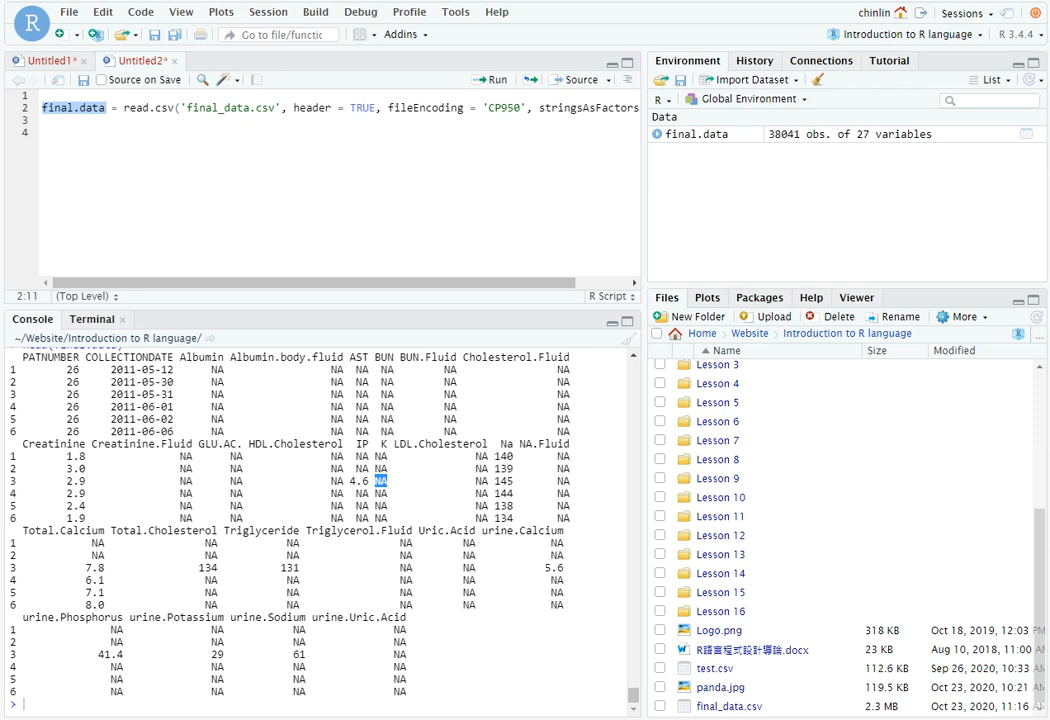 File Edit Code View Plots Session Build Debug Profile Tools Help chinlin Sessions
Go to file/functic Addins Introduction to R language R 3.4.4
Untitled1* × Untitled2* ×
Source on Save Run Source
1
2 final.data = read.csv('final_data.csv', header = TRUE, fileEncoding = 'CP950', stringsAsFactors
3
4
2:11 (Top Level) R Script
Environment History Connections Tutorial
Import Dataset List
R Global Environment
Data
final.data 38041 obs. of 27 variables
Console Terminal ×
~/Website/Introduction to R language/
PATNUMBER COLLECTIONDATE Albumin Albumin.body.fluid AST BUN BUN.Fluid Cholesterol.Fluid
1 26 2011-05-12 NA NA NA NA NA NA
2 26 2011-05-30 NA NA NA NA NA NA
3 26 2011-05-31 NA NA NA NA NA NA
4 26 2011-06-01 NA NA NA NA NA NA
5 26 2011-06-02 NA NA NA NA NA NA
6 26 2011-06-06 NA NA NA NA NA NA
Creatinine Creatinine.Fluid GLU.AC. HDL.Cholesterol IP K LDL.Cholesterol Na NA.Fluid
1 1.8 NA NA NA NA NA NA 140 NA
2 3.0 NA NA NA NA NA NA 139 NA
3 2.9 NA NA NA 4.6 NA NA 145 NA
4 2.9 NA NA NA NA NA NA 144 NA
5 2.4 NA NA NA NA NA NA 138 NA
6 1.9 NA NA NA NA NA NA 134 NA
Total.Calcium Total.Cholesterol Triglyceride Triglycerol.Fluid Uric.Acid urine.Calcium
1 NA NA NA NA NA NA
2 NA NA NA NA NA NA
3 7.8 134 131 NA NA 5.6
4 6.1 NA NA NA NA NA
5 7.1 NA NA NA NA NA
6 8.0 NA NA NA NA NA
urine.Phosphorus urine.Potassium urine.Sodium urine.Uric.Acid
1 NA NA NA NA
2 NA NA NA NA
3 41.4 29 61 NA
4 NA NA NA NA
5 NA NA NA NA
6 NA NA NA NA
>
Files Plots Packages Help Viewer
New Folder Upload Delete Rename More
Home Website Introduction to R language ...
Name Size Modified
Lesson 3
Lesson 4
Lesson 5
Lesson 6
Lesson 7
Lesson 8
Lesson 9
Lesson 10
Lesson 11
Lesson 12
Lesson 13
Lesson 14
Lesson 15
Lesson 16
Logo.png 318 KB Oct 18, 2019, 12:03 PM
R語言程式設計導論.docx 23 KB Aug 10, 2018, 11:00 AM
test.csv 112.6 KB Sep 26, 2020, 10:33 AM
panda.jpg 119.5 KB Oct 23, 2020, 10:21 AM
final_data.csv 2.3 MB Oct 23, 2020, 11:16 AM